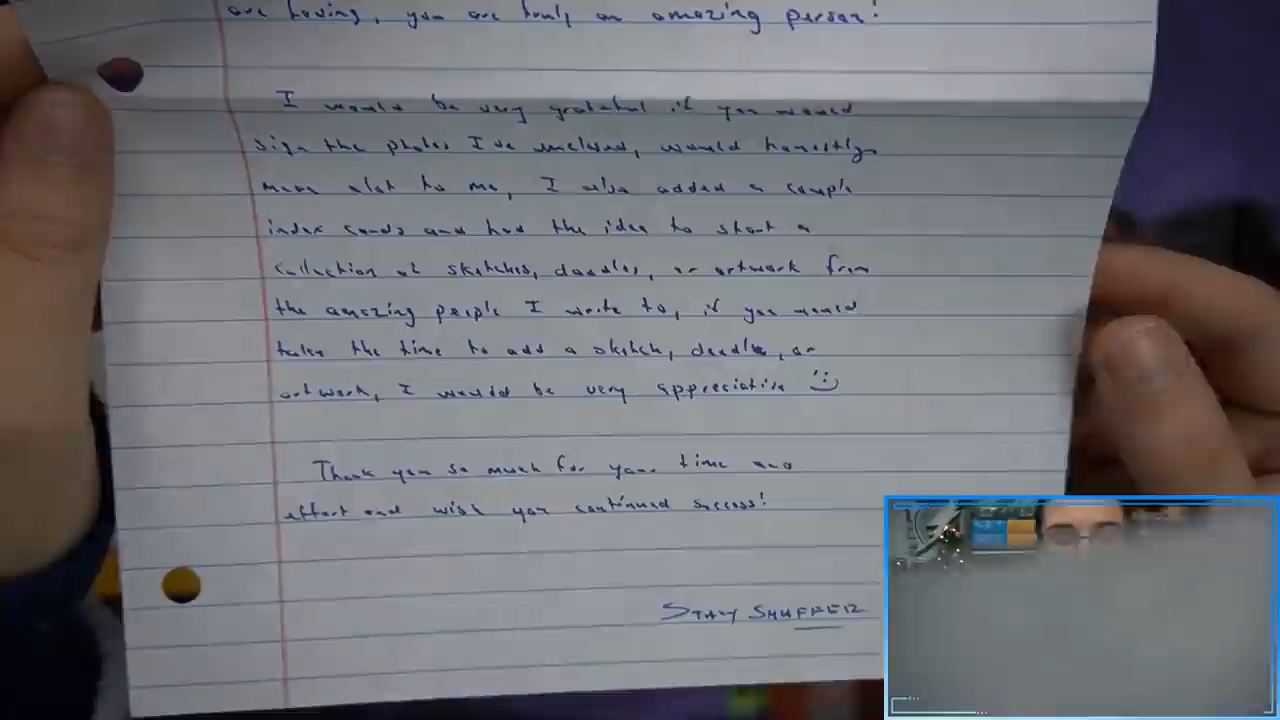 are having, you are truly an amazing person!
I would be very grateful if you would
sign the photos I've enclosed, would honestly
mean alot to me, I also added a couple
index cards and had the idea to start a
collection of sketches, doodles, or artwork from
the amazing people I write to, if you would
take the time to add a sketch, doodle, or
artwork, I would be very appreciative
Thank you so much for your time and
effort and wish you continued success!
SHUFFER